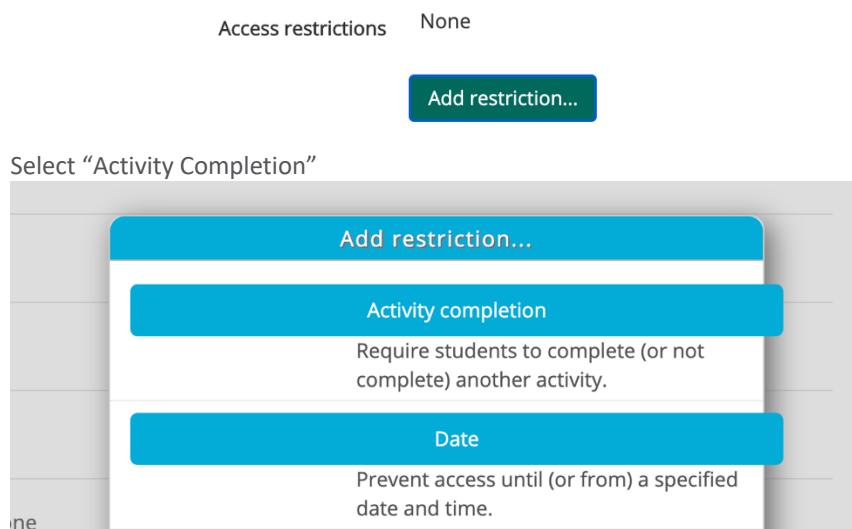 Access restrictions None
Add restriction...
Select “Activity Completion”
Add restriction...
Activity completion
Require students to complete (or not
complete) another activity.
Date
Prevent access until (or from) a specified
date and time.